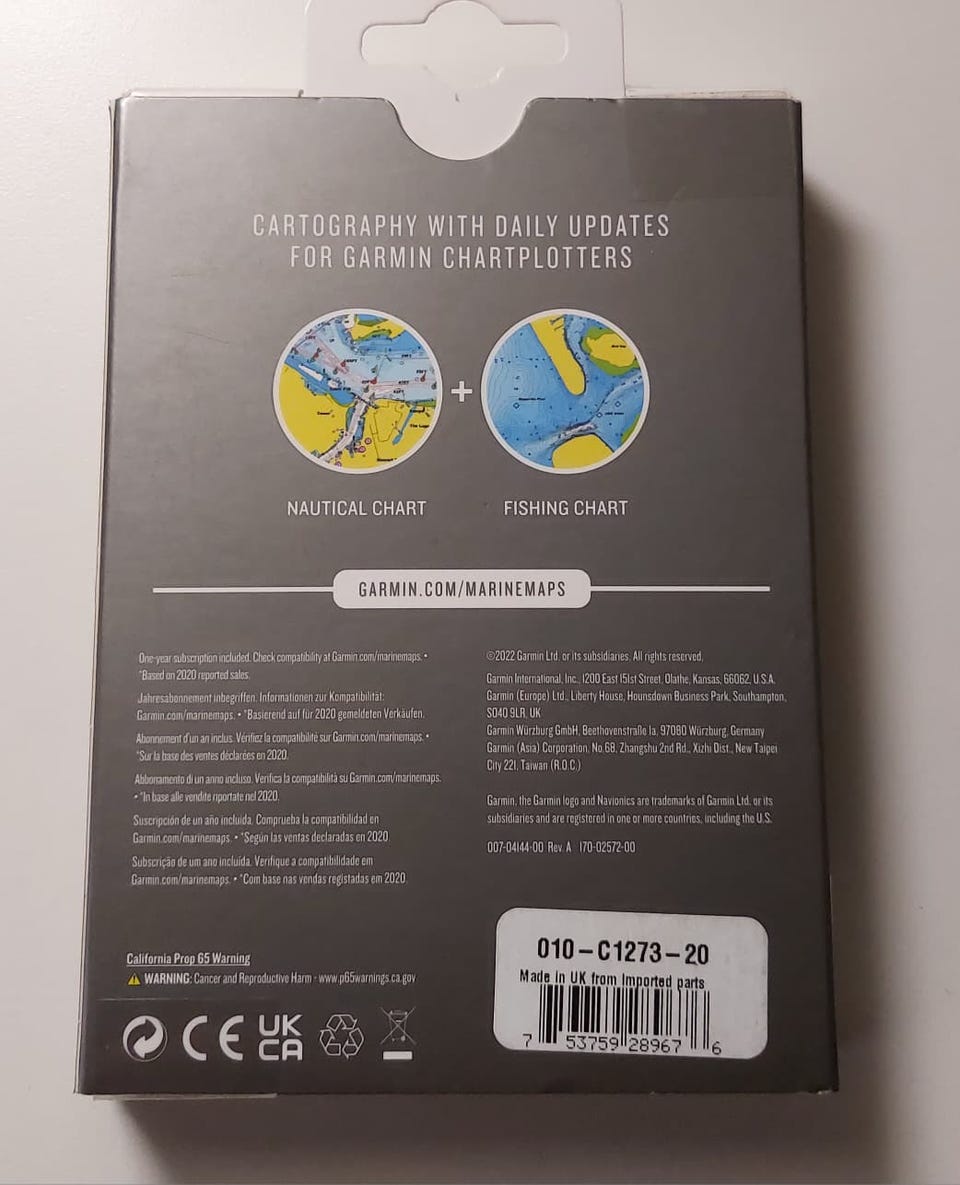 CARTOGRAPHY WITH DAILY UPDATES
FOR GARMIN CHARTPLOTTERS
+
NAUTICAL CHART
FISHING CHART
GARMIN.COM/MARINEMAPS
One-year subscription included. Check compatibility at Garmin.com/marinemaps. •
*Based on 2020 reported sales.
Jahresabonnement inbegriffen. Informationen zur Kompatibilität:
Garmin.com/marinemaps. • *Basierend auf für 2020 gemeldeten Verkäufen.
Abonnement d'un an inclus. Vérifiez la compatibilité sur Garmin.com/marinemaps. •
*Sur la base des ventes déclarées en 2020.
Abbonamento di un anno incluso. Verifica la compatibilità su Garmin.com/marinemaps.
• *In base alle vendite riportate nel 2020.
Suscripción de un año incluida. Comprueba la compatibilidad en
Garmin.com/marinemaps. • *Según las ventas declaradas en 2020.
Subscrição de um ano incluída. Verifique a compatibilidade em
Garmin.com/marinemaps. • *Com base nas vendas registadas em 2020.
©2022 Garmin Ltd. or its subsidiaries. All rights reserved.
Garmin International, Inc., 1200 East 151st Street, Olathe, Kansas, 66062, U.S.A.
Garmin (Europe) Ltd., Liberty House, Hounsdown Business Park, Southampton,
SO40 9LR, UK
Garmin Würzburg GmbH, Beethovenstraße 1a, 97080 Würzburg, Germany
Garmin (Asia) Corporation, No.68, Zhangshu 2nd Rd., Xizhi Dist., New Taipei
City 221, Taiwan (R.O.C.)
Garmin, the Garmin logo and Navionics are trademarks of Garmin Ltd. or its
subsidiaries and are registered in one or more countries, including the U.S.
007-04144-00 Rev. A 170-02572-00
California Prop 65 Warning
WARNING: Cancer and Reproductive Harm - www.p65warnings.ca.gov
CE UK
CA
010-C1273-20
Made in UK from imported parts
7 53759 28967 6